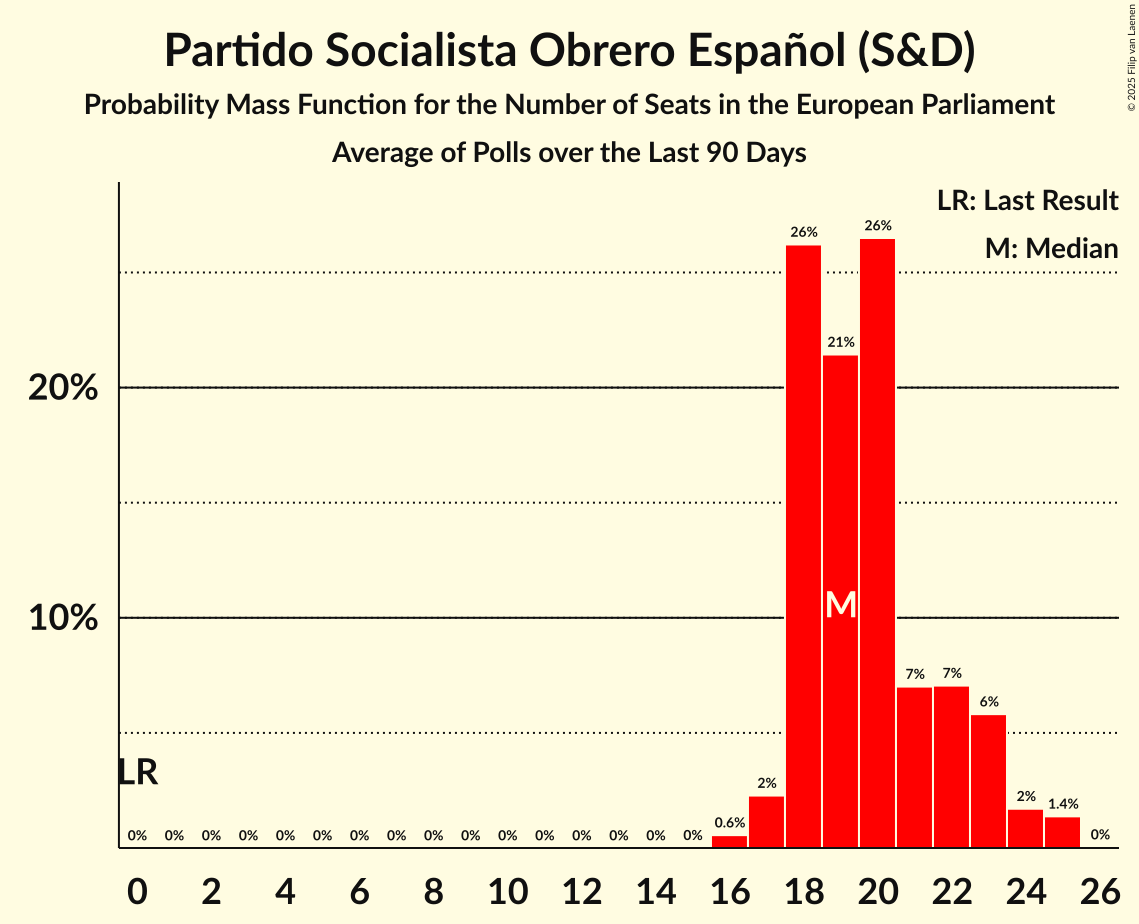 Partido Socialista Obrero Español (S&D)
Probability Mass Function for the Number of Seats in the European Parliament
Average of Polls over the Last 90 Days
© 2025 Filip van Laenen
LR: Last Result
M: Median
26% 21% 26%
20%
10%
M
7% 7% 6%
LR
0% 0% 0% 0% 0% 0% 0% 0% 0% 0% 0% 0% 0% 0% 0% 0% 0.6% 2% 2% 1.4% 0%
0 2 4 6 8 10 12 14 16 18 20 22 24 26